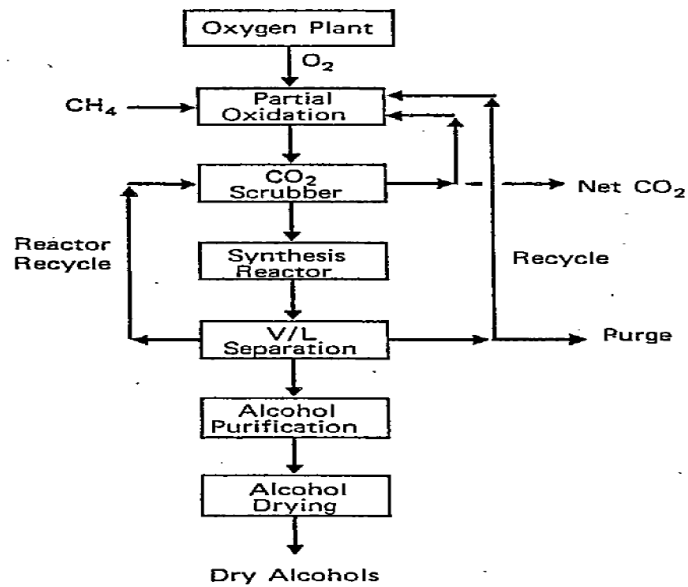 Oxygen Plant
O₂
CH₄
Partial
Oxidation
CO₂
Scrubber
Net CO₂
Reactor
Recycle
Synthesis
Reactor
Recycle
V/L
Separation
Purge
Alcohol
Purification
Alcohol
Drying
Dry Alcohols